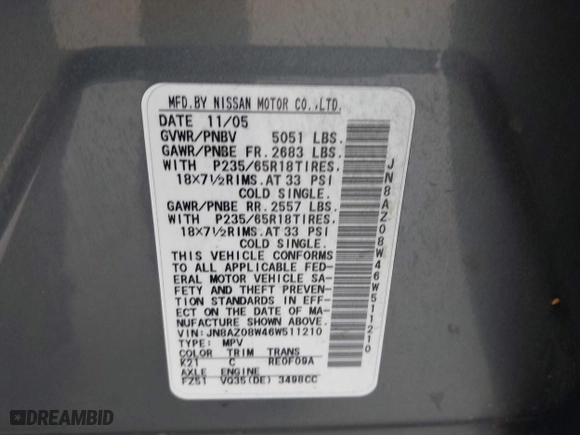 MFD.BY NISSAN MOTOR CO.,LTD.
DATE 11/05
GVWR/PNBV 5051 LBS.
GAWR/PNBE FR. 2683 LBS.
WITH P235/65R18TIRES.
18X7½RIMS.AT 33 PSI
COLD SINGLE.
GAWR/PNBE RR. 2557 LBS.
WITH P235/65R18TIRES.
18X7½RIMS.AT 33 PSI
COLD SINGLE.
THIS VEHICLE CONFORMS
TO ALL APPLICABLE FED-
ERAL MOTOR VEHICLE SA-
FETY AND THEFT PREVEN-
TION STANDARDS IN EFF-
ECT ON THE DATE OF MA-
NUFACTURE SHOWN ABOVE.
VIN:JN8AZ08W46W511210
TYPE: MPV
COLOR TRIM TRANS
K21 C RE0F09A
AXLE ENGINE
FZ51 VQ35(DE) 3498CC
JN8AZ08W46W511210
DREAMBID